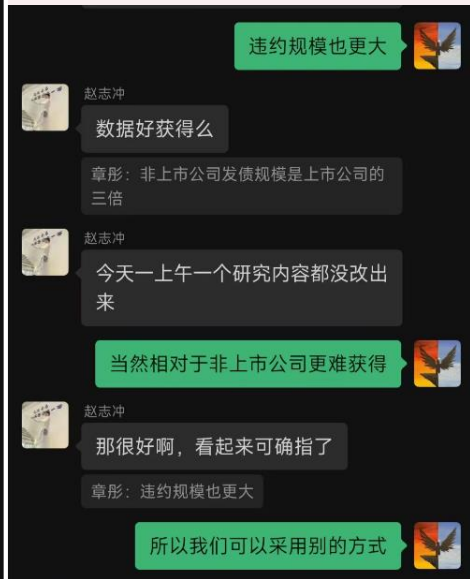 违约规模也更大
赵志冲
数据好获得么
章彤：非上市公司发债规模是上市公司的
三倍
赵志冲
今天一上午一个研究内容都没改出
来
当然相对于非上市公司更难获得
赵志冲
那很好啊，看起来可确指了
章彤：违约规模也更大
所以我们可以采用别的方式